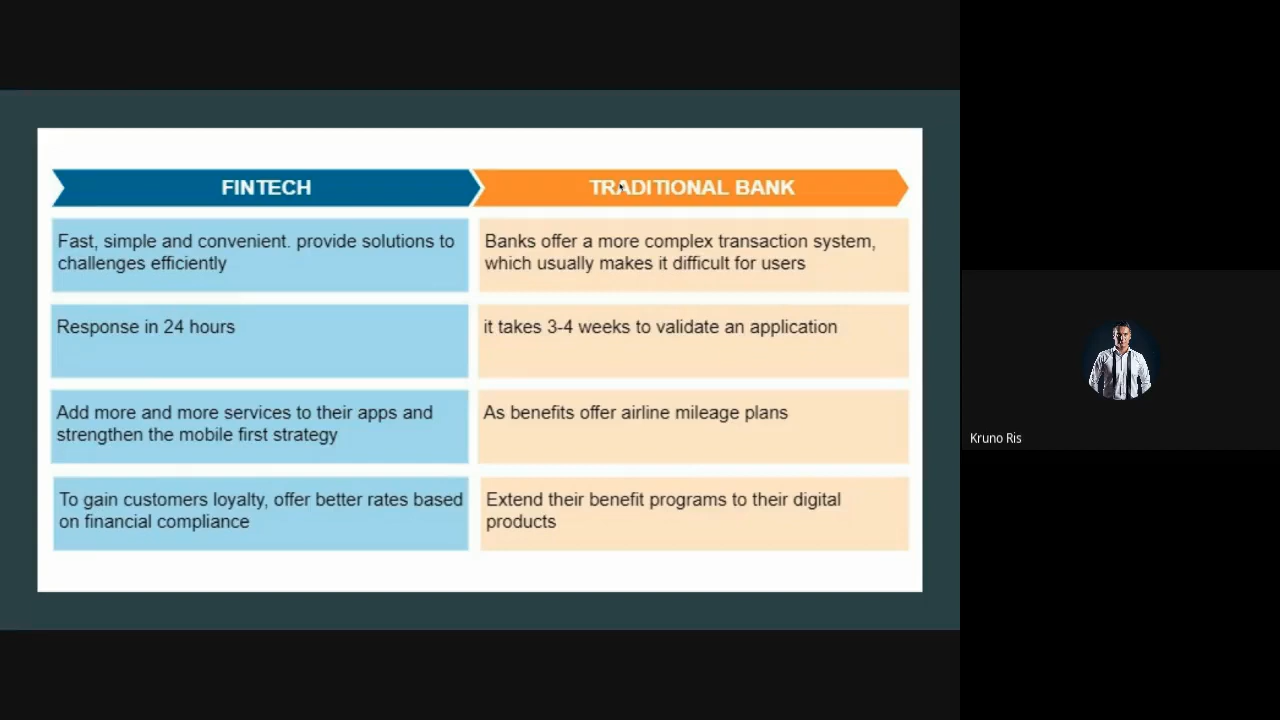 FINTECH
TRADITIONAL BANK
Fast, simple and convenient. provide solutions to
challenges efficiently
Banks offer a more complex transaction system,
which usually makes it difficult for users
Response in 24 hours
it takes 3-4 weeks to validate an application
Add more and more services to their apps and
strengthen the mobile first strategy
As benefits offer airline mileage plans
To gain customers loyalty, offer better rates based
on financial compliance
Extend their benefit programs to their digital
products
Kruno Ris